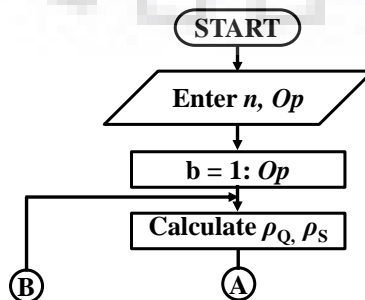 START
Enter n, Op
b = 1: Op
Calculate ρQ, ρS
B
A